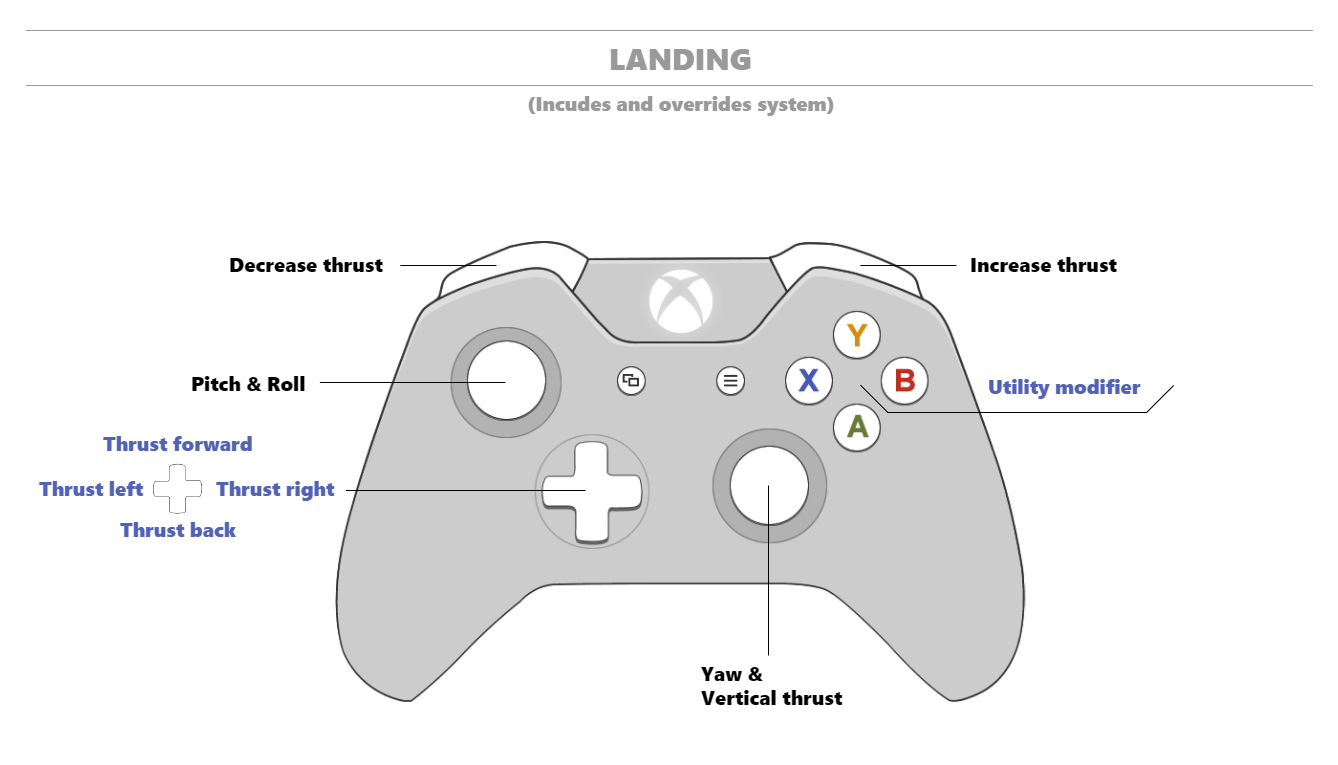 LANDING
(Incudes and overrides system)
Decrease thrust
Increase thrust
Y
X
B
A
Pitch & Roll
Utility modifier
Thrust forward
Thrust left
Thrust right
Thrust back
Yaw &
Vertical thrust